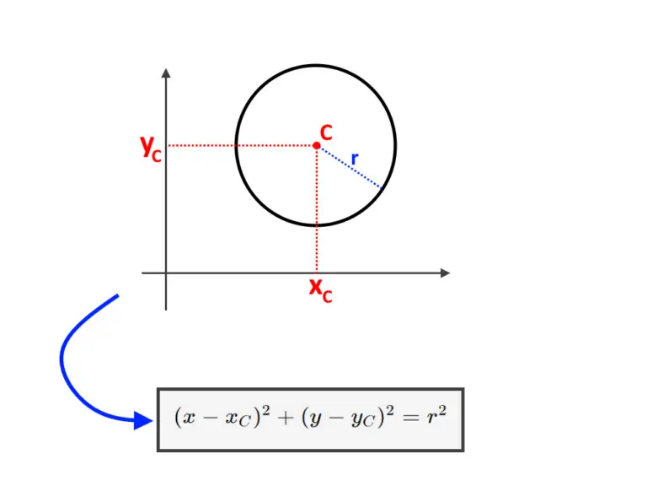 C
y_C
r
x_C
(x − x_C)² + (y − y_C)² = r²